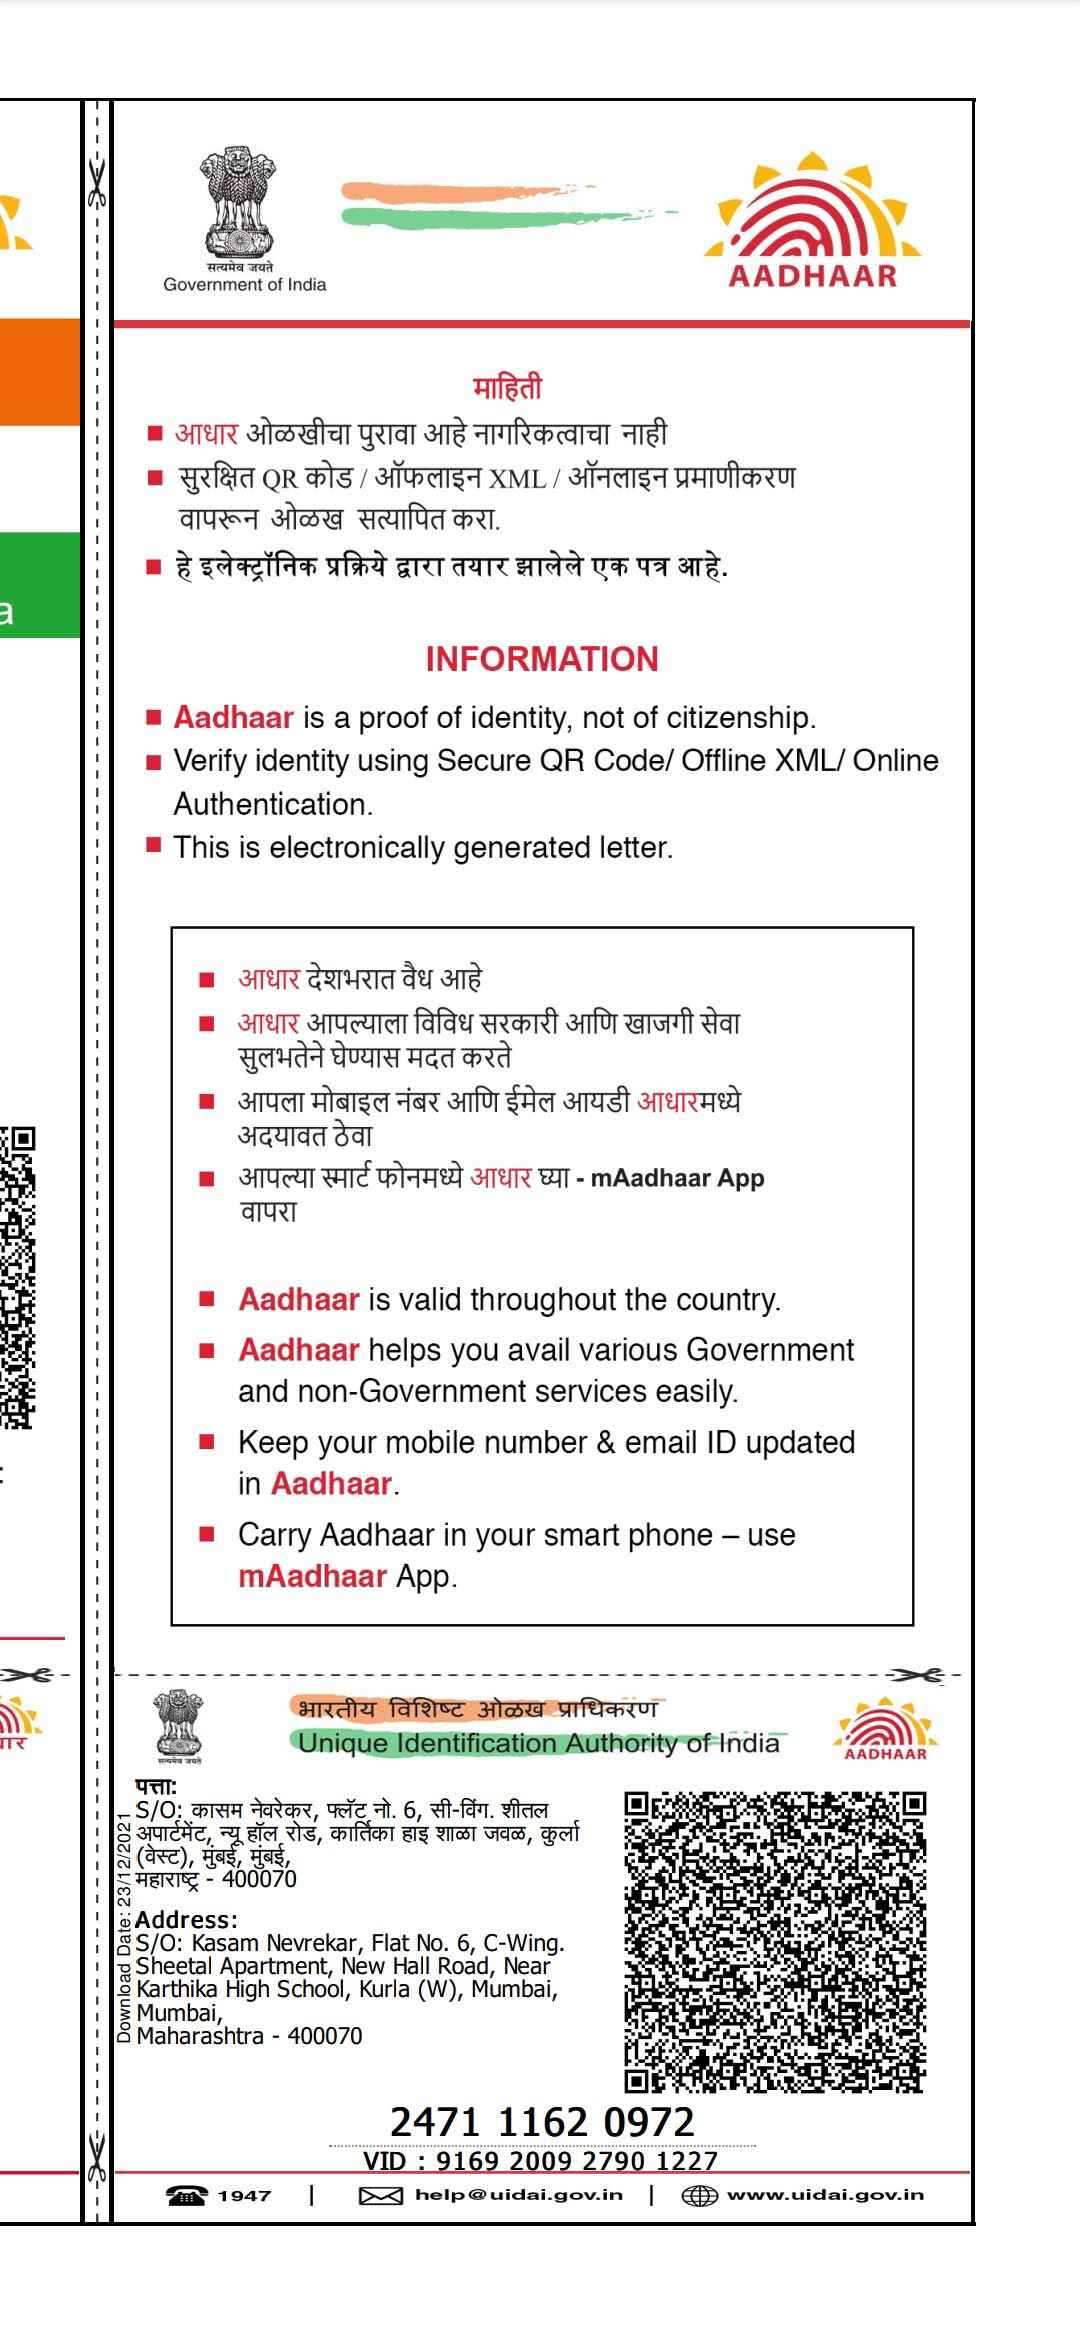 सत्यमेव जयते
Government of India
AADHAAR
माहिती
आधार ओळखीचा पुरावा आहे नागरिकत्वाचा नाही
सुरक्षित QR कोड / ऑफलाइन XML / ऑनलाइन प्रमाणीकरण
वापरून ओळख सत्यापित करा.
हे इलेक्ट्रॉनिक प्रक्रिये द्वारा तयार झालेले एक पत्र आहे.
a
INFORMATION
Aadhaar is a proof of identity, not of citizenship.
Verify identity using Secure QR Code/ Offline XML/ Online
Authentication.
This is electronically generated letter.
आधार देशभरात वैध आहे
आधार आपल्याला विविध सरकारी आणि खाजगी सेवा
सुलभतेने घेण्यास मदत करते
आपला मोबाइल नंबर आणि ईमेल आयडी आधारमध्ये
अदयावत ठेवा
आपल्या स्मार्ट फोनमध्ये आधार घ्या - mAadhaar App
वापरा
Aadhaar is valid throughout the country.
Aadhaar helps you avail various Government
and non-Government services easily.
Keep your mobile number & email ID updated
in Aadhaar.
Carry Aadhaar in your smart phone – use
mAadhaar App.
भारतीय विशिष्ट ओळख प्राधिकरण
Unique Identification Authority of India
सत्यमेव जयते
AADHAAR
पत्ता:
S/O: कासम नेवरेकर, फ्लॅट नो. 6, सी-विंग. शीतल
अपार्टमेंट, न्यू हॉल रोड, कार्तिका हाइ शाळा जवळ, कुर्ला
(वेस्ट), मुंबई, मुंबई,
महाराष्ट्र - 400070
Address:
S/O: Kasam Nevrekar, Flat No. 6, C-Wing.
Sheetal Apartment, New Hall Road, Near
Karthika High School, Kurla (W), Mumbai,
Mumbai,
Maharashtra - 400070
Download Date: 23/12/2021
2471 1162 0972
VID : 9169 2009 2790 1227
1947 | help@uidai.gov.in | www.uidai.gov.in